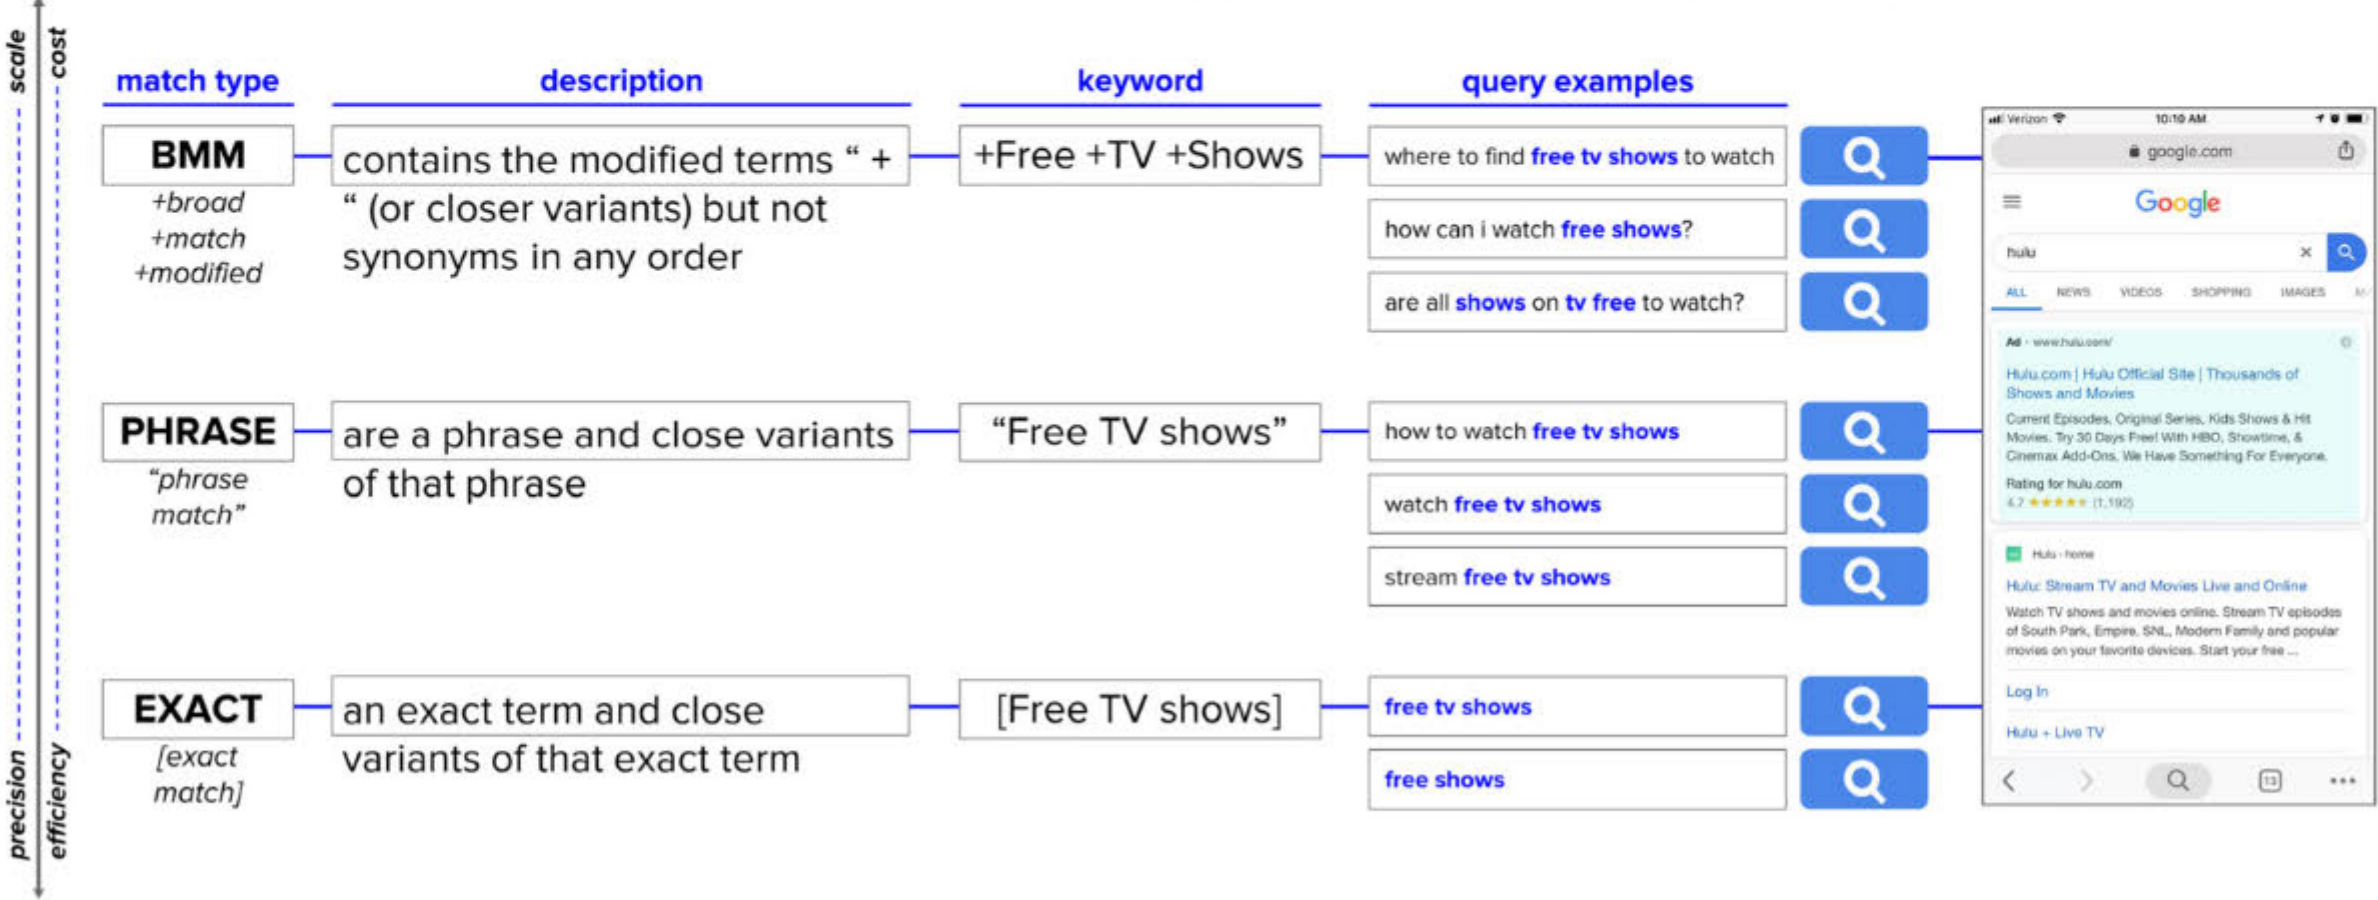 scale
cost
precision
efficiency
match type
description
keyword
query examples
BMM
+broad
+match
+modified
contains the modified terms “ +
“ (or closer variants) but not
synonyms in any order
+Free +TV +Shows
where to find free tv shows to watch
how can i watch free shows?
are all shows on tv free to watch?
PHRASE
“phrase
match”
are a phrase and close variants
of that phrase
“Free TV shows”
how to watch free tv shows
watch free tv shows
stream free tv shows
EXACT
[exact
match]
an exact term and close
variants of that exact term
[Free TV shows]
free tv shows
free shows
Verizon
10:10 AM
google.com
Google
hulu
ALL NEWS VIDEOS SHOPPING IMAGES
Ad · www.hulu.com/
Hulu.com | Hulu Official Site | Thousands of
Shows and Movies
Current Episodes, Original Series, Kids Shows & Hit
Movies. Try 30 Days Free! With HBO, Showtime, &
Cinemax Add-Ons, We Have Something For Everyone.
Rating for hulu.com
4.7 ★★★★★ (1,192)
Hulu › home
Hulu: Stream TV and Movies Live and Online
Watch TV shows and movies online. Stream TV episodes
of South Park, Empire, SNL, Modern Family and popular
movies on your favorite devices. Start your free ...
Log In
Hulu + Live TV
13